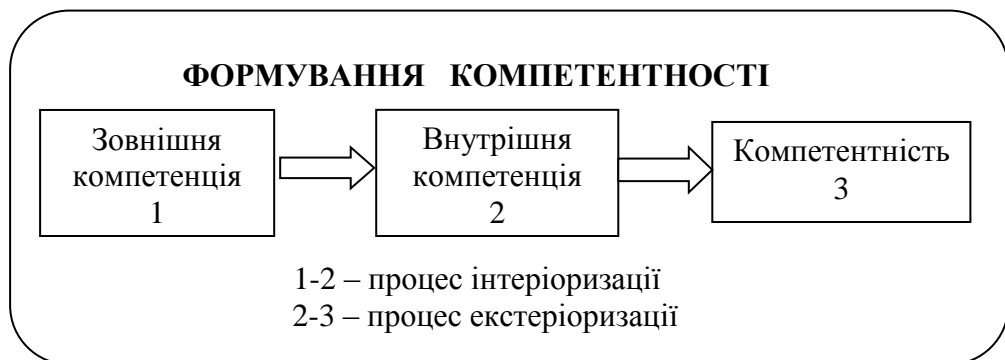 ФОРМУВАННЯ КОМПЕТЕНТНОСТІ
Зовнішня
компетенція
1
Внутрішня
компетенція
2
Компетентність
3
1-2 – процес інтеріоризації
2-3 – процес екстеріоризації